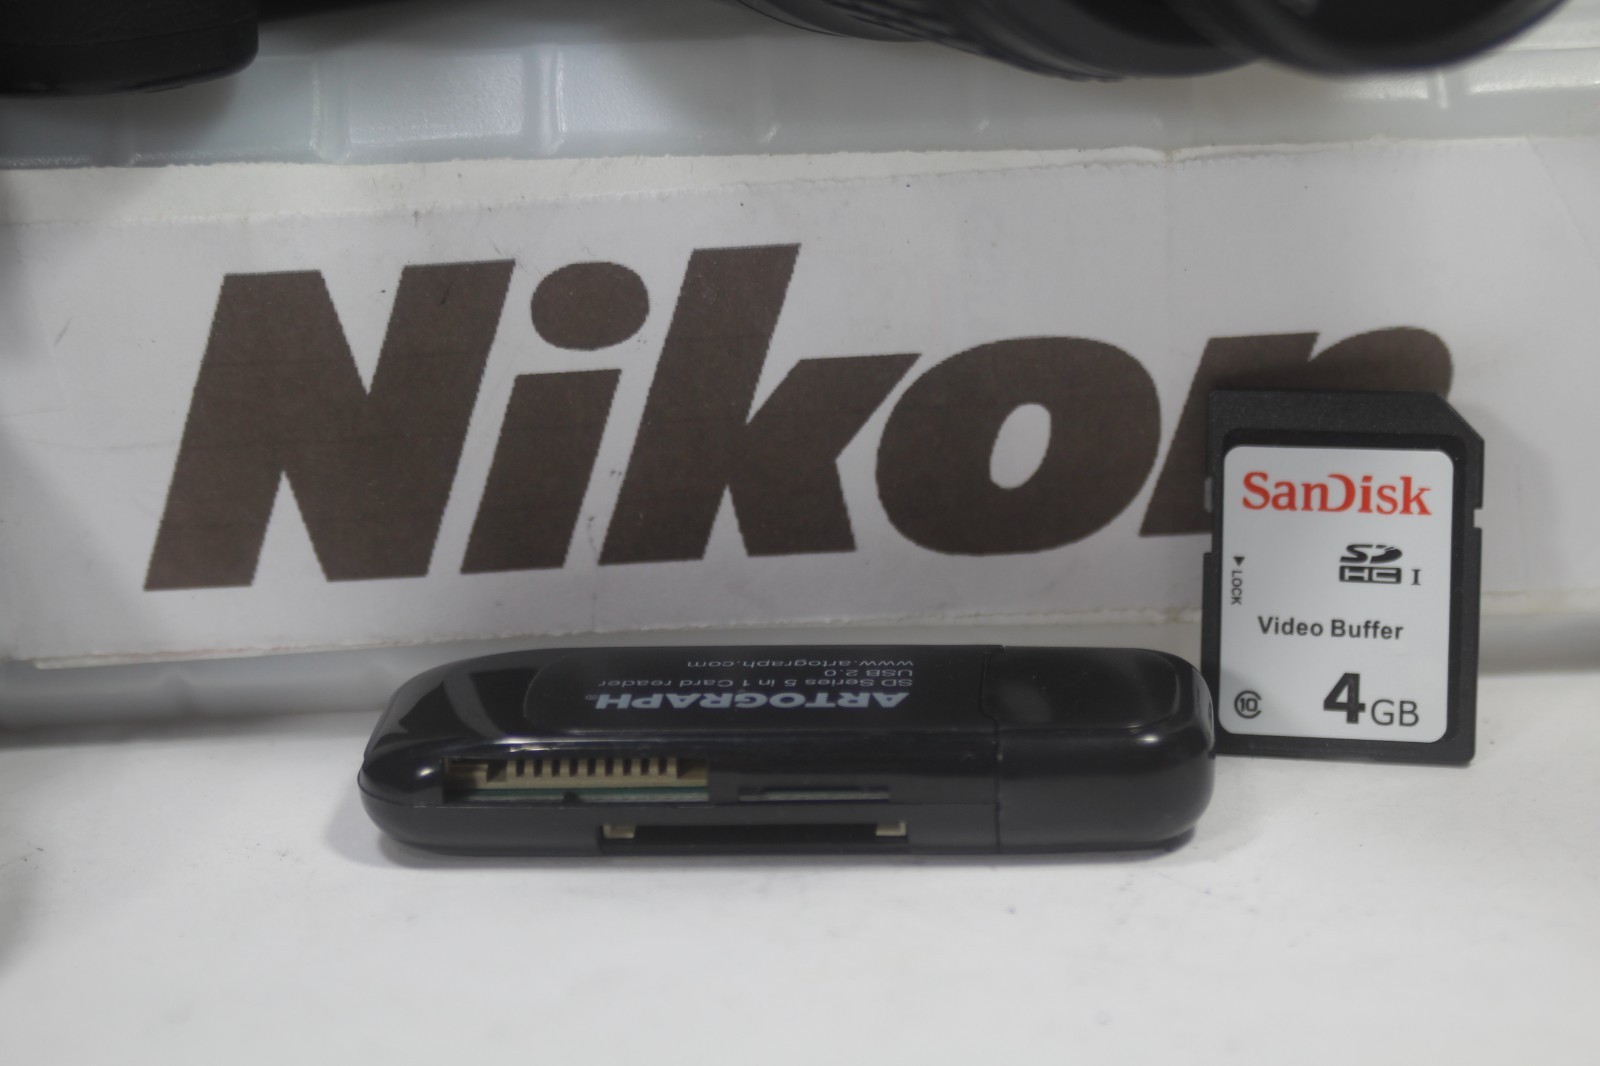 Nikon
SanDisk
SD
HC I
LOCK
Video Buffer
10
4GB
ARTOGRAPH®
SD Series 5 in 1 Card reader
USB 2.0
www.artograph.com